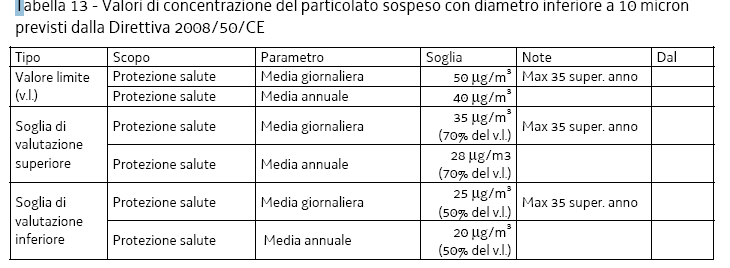 Tabella 13 - Valori di concentrazione del particolato sospeso con diametro inferiore a 10 micron
previsti dalla Direttiva 2008/50/CE
Tipo Scopo Parametro Soglia Note Dal
Valore limite (v.l.) Protezione salute Media giornaliera 50 µg/m³ Max 35 super. anno
Protezione salute Media annuale 40 µg/m³
Soglia di valutazione superiore Protezione salute Media giornaliera 35 µg/m³ (70% del v.l.) Max 35 super. anno
Protezione salute Media annuale 28 µg/m3 (70% del v.l.)
Soglia di valutazione inferiore Protezione salute Media giornaliera 25 µg/m³ (50% del v.l.) Max 35 super. anno
Protezione salute Media annuale 20 µg/m³ (50% del v.l.)